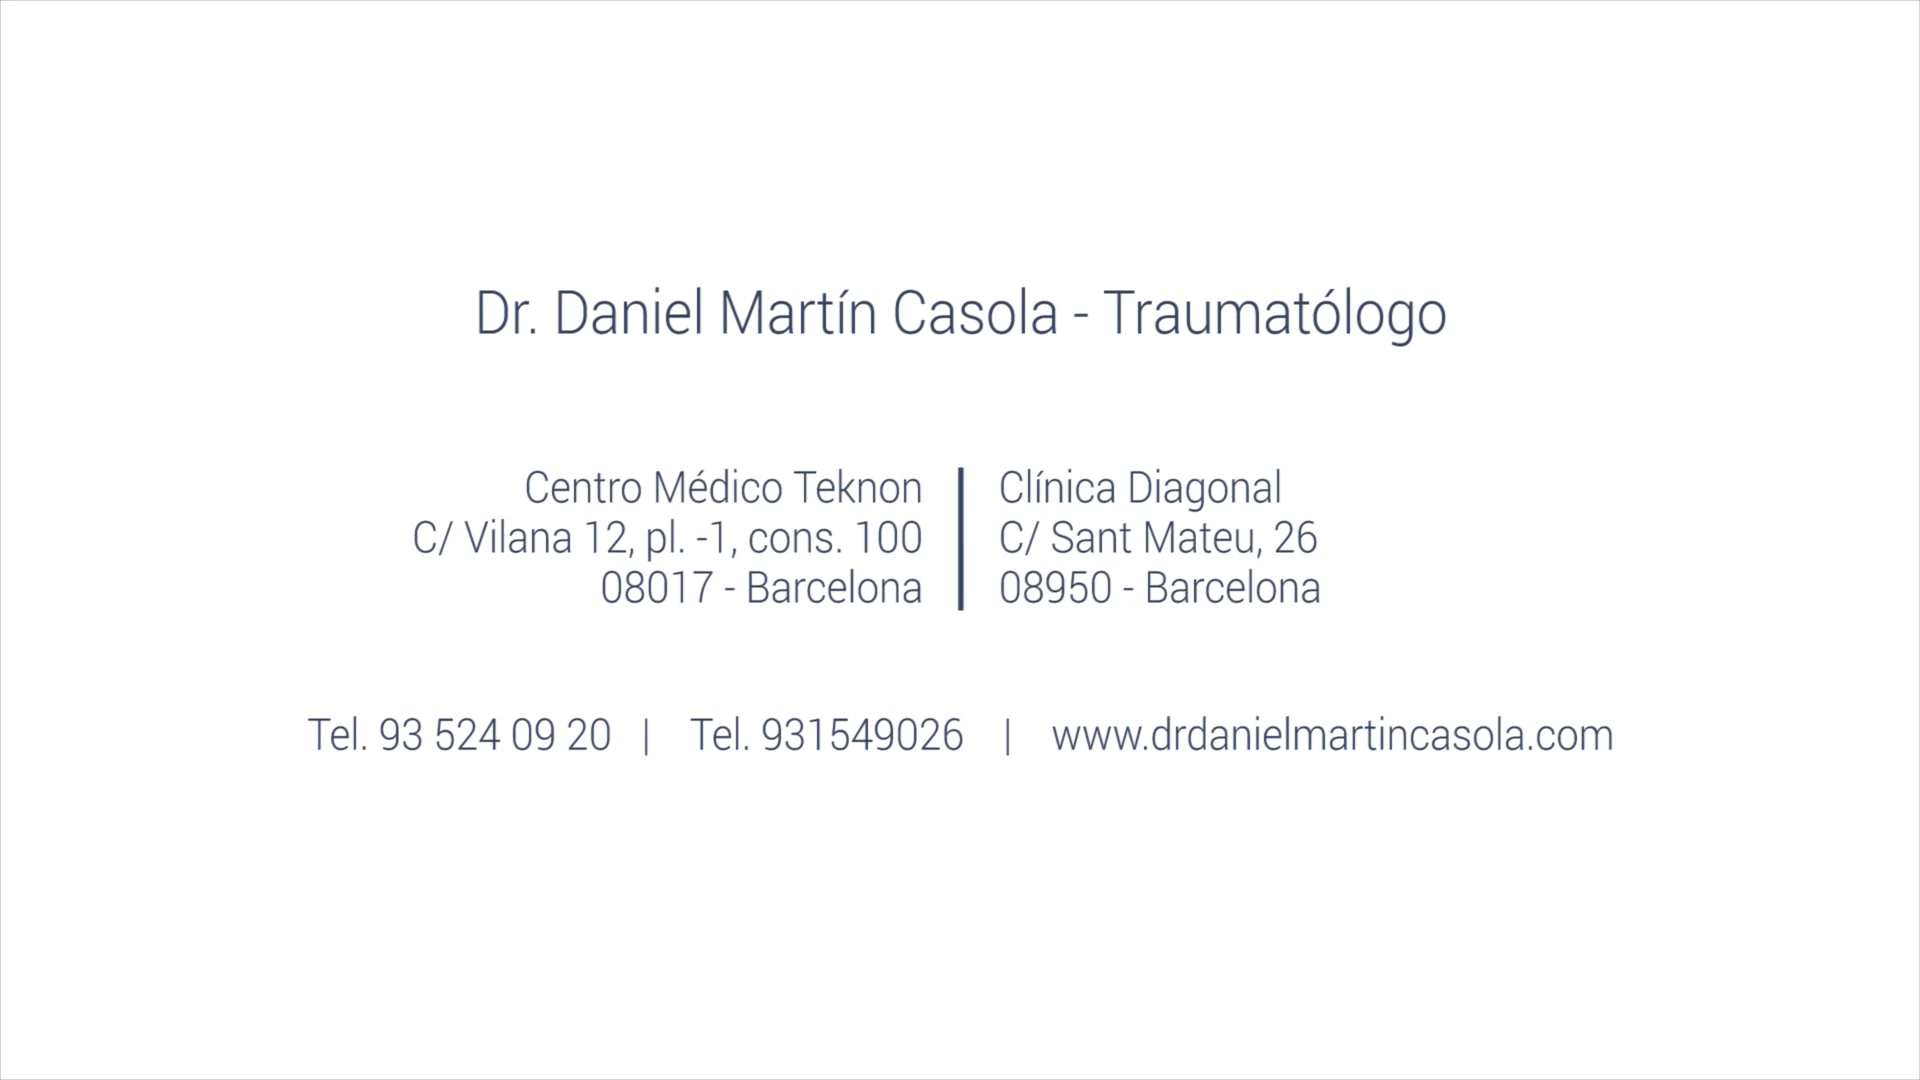 Dr. Daniel Martín Casola - Traumatólogo
Centro Médico Teknon
C/ Vilana 12, pl. -1, cons. 100
08017 - Barcelona
Clínica Diagonal
C/ Sant Mateu, 26
08950 - Barcelona
Tel. 93 524 09 20 | Tel. 931549026 | www.drdanielmartincasola.com